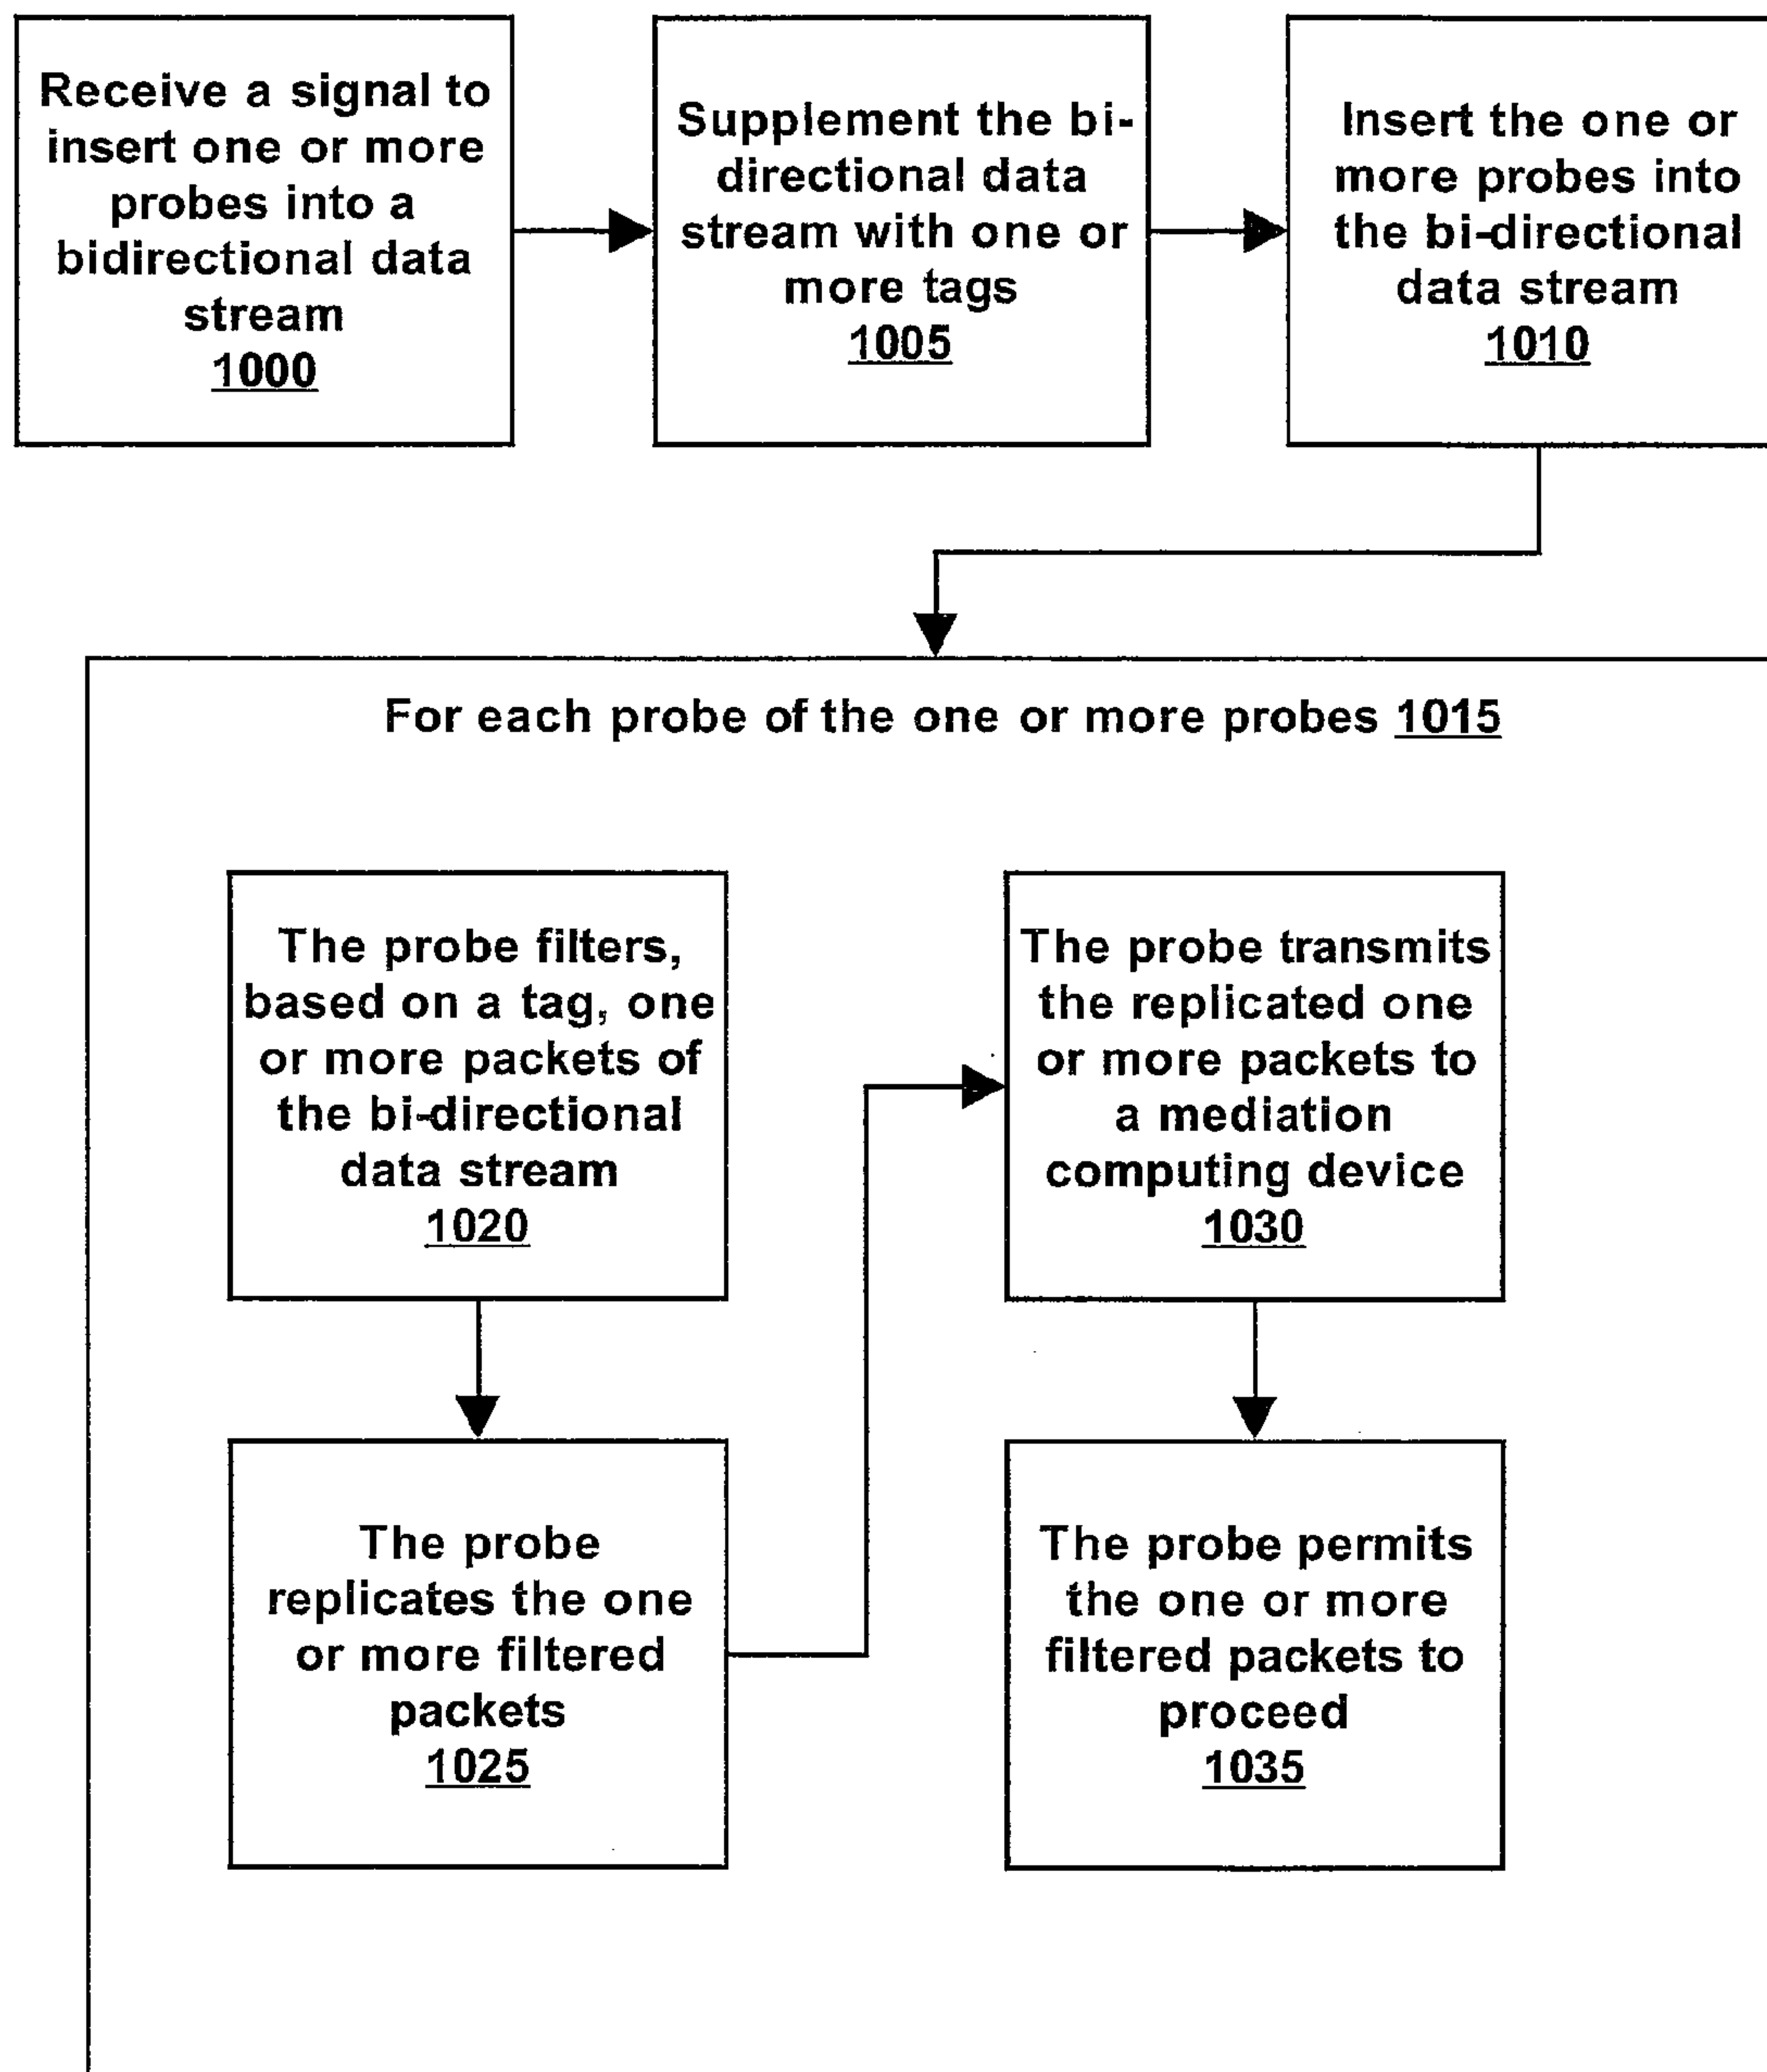 Receive a signal to
insert one or more
probes into a
bidirectional data
stream
1000
Supplement the bi-
directional data
stream with one or
more tags
1005
Insert the one or
more probes into
the bi-directional
data stream
1010
For each probe of the one or more probes 1015
The probe filters,
based on a tag, one
or more packets of
the bi-directional
data stream
1020
The probe
replicates the one
or more filtered
packets
1025
The probe transmits
the replicated one
or more packets to
a mediation
computing device
1030
The probe permits
the one or more
filtered packets to
proceed
1035